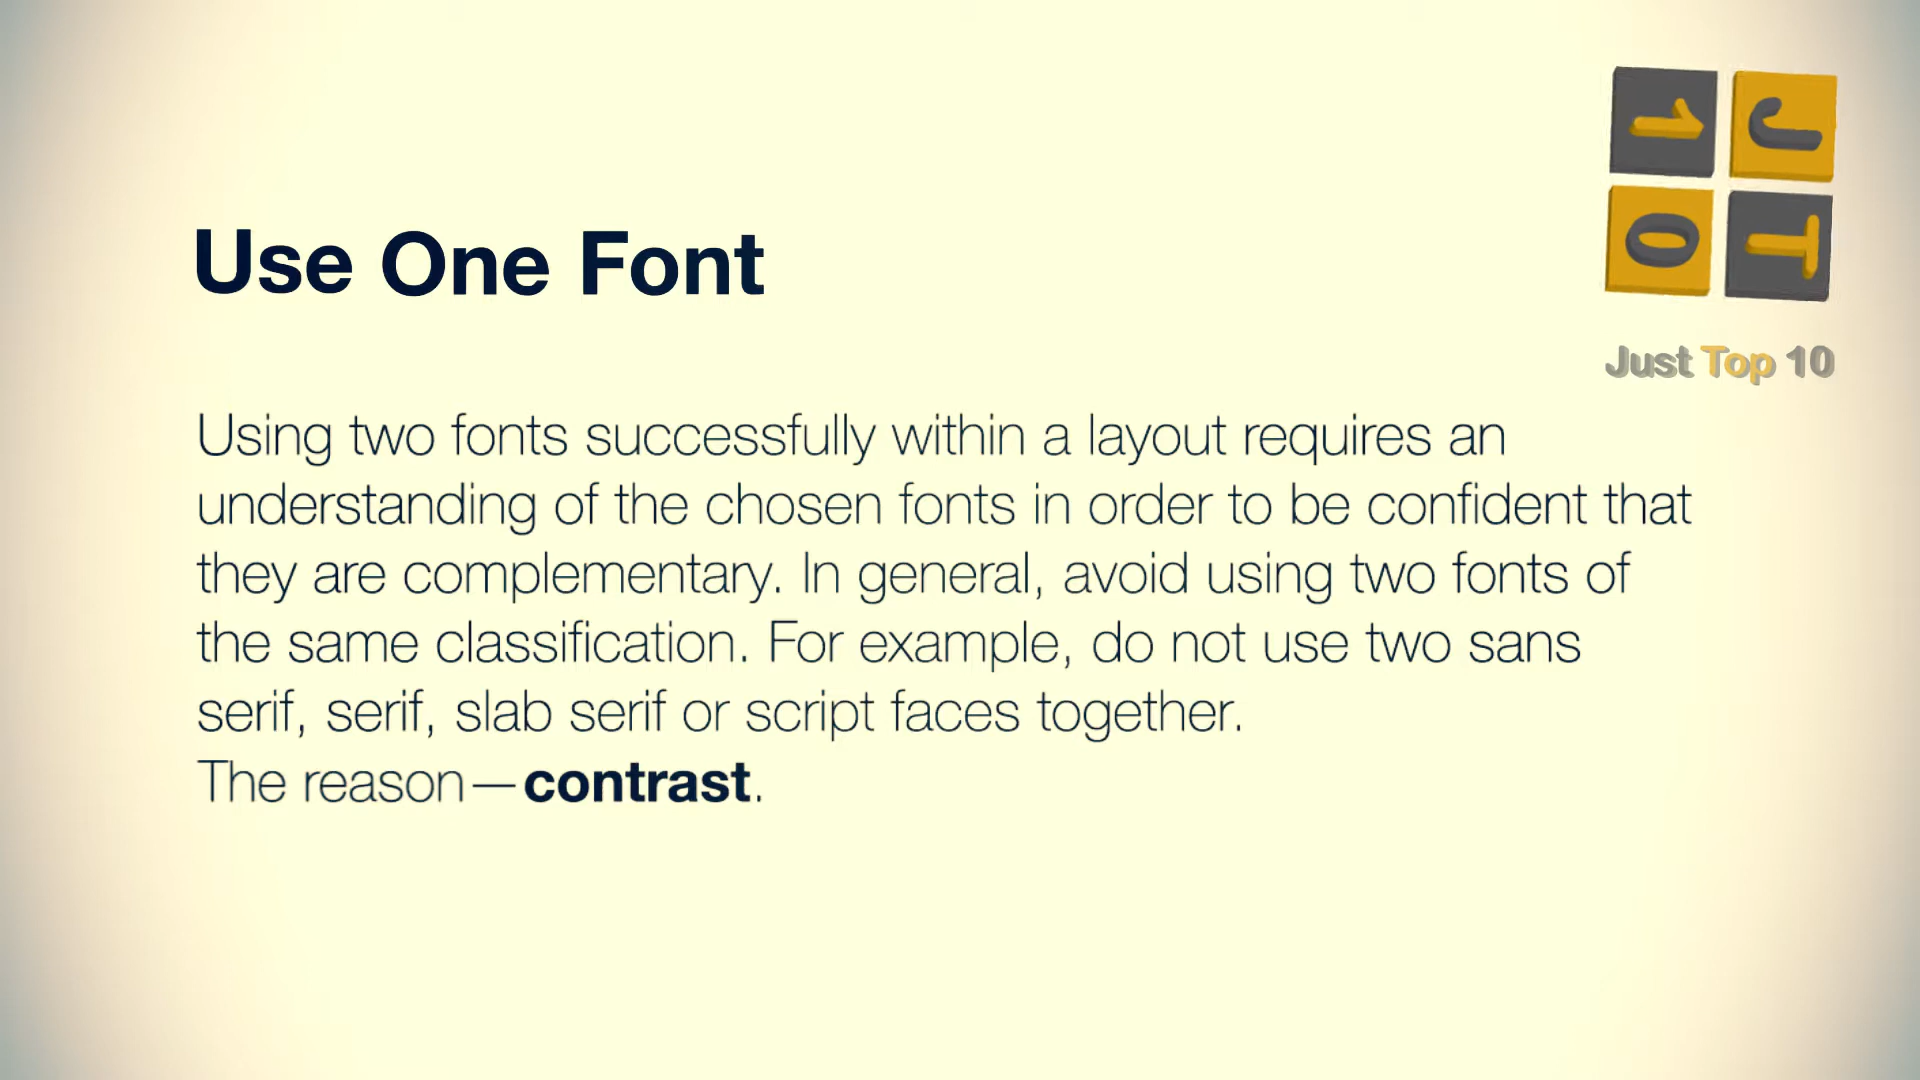 Use One Font
1 J
0 T
Just Top 10
Using two fonts successfully within a layout requires an
understanding of the chosen fonts in order to be confident that
they are complementary. In general, avoid using two fonts of
the same classification. For example, do not use two sans
serif, serif, slab serif or script faces together.
The reason—contrast.